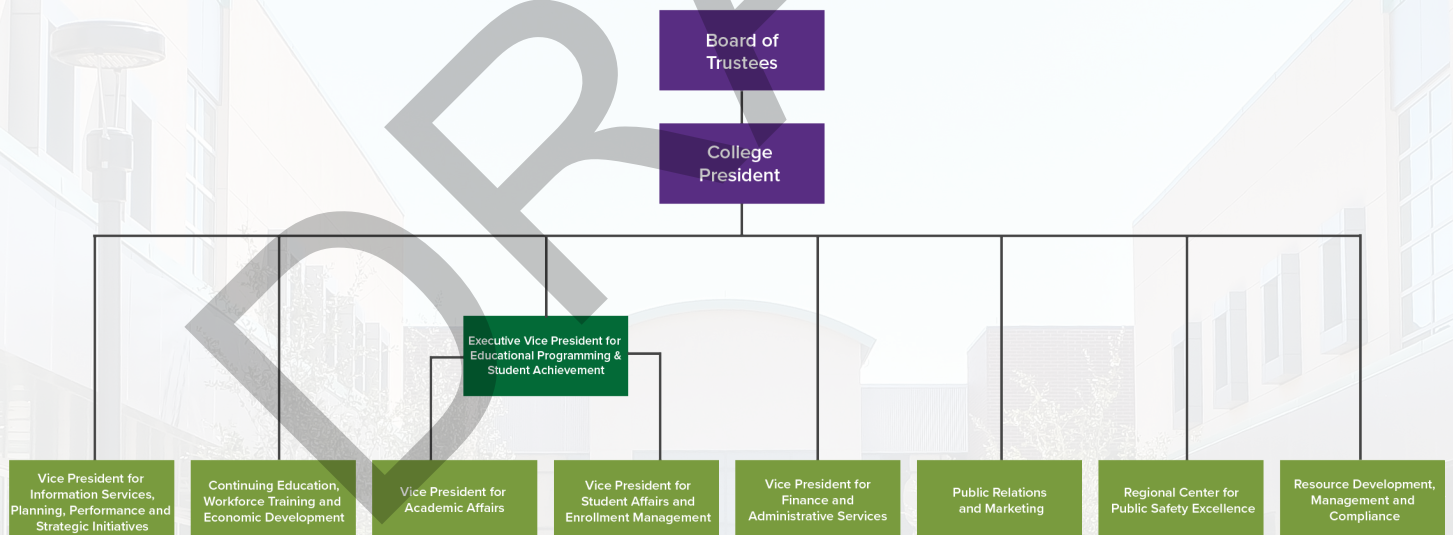 Board of
Trustees
College
President
Executive Vice President for
Educational Programming &
Student Achievement
Vice President for
Information Services,
Planning, Performance and
Strategic Initiatives
Continuing Education,
Workforce Training and
Economic Development
Vice President for
Academic Affairs
Vice President for
Student Affairs and
Enrollment Management
Vice President for
Finance and
Administrative Services
Public Relations
and Marketing
Regional Center for
Public Safety Excellence
Resource Development,
Management and
Compliance
DR